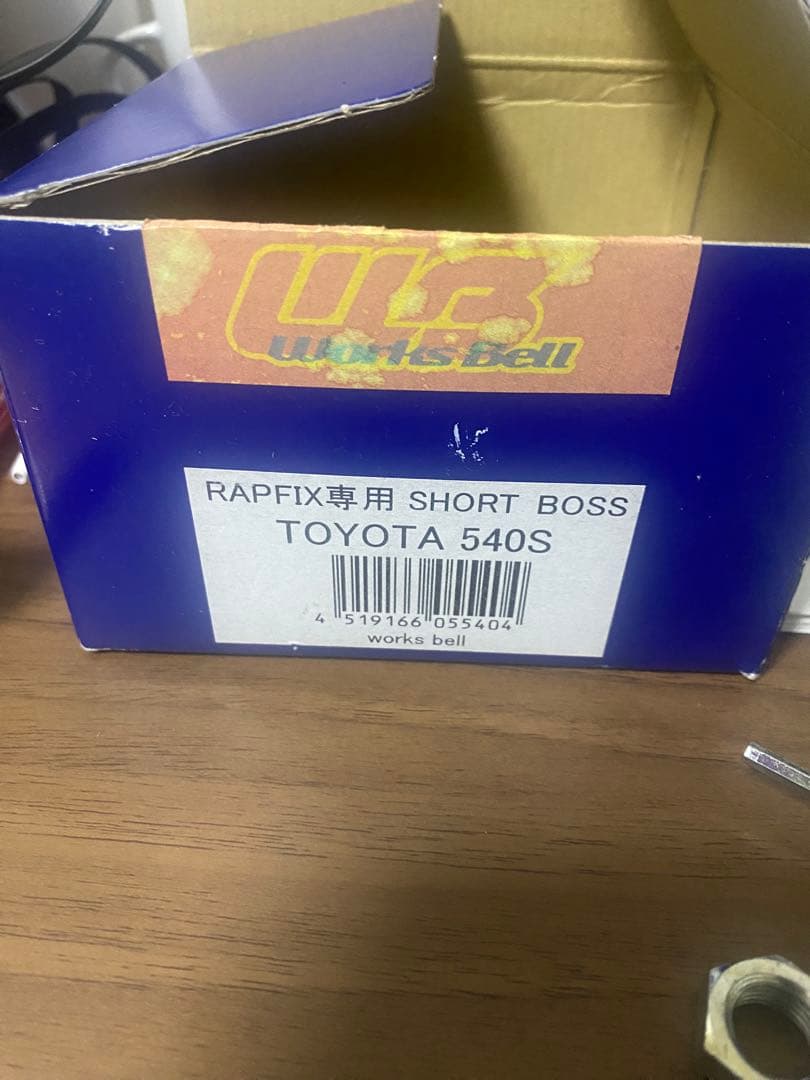 WB
Works Bell
RAPFIX専用 SHORT BOSS
TOYOTA 540S
4 519166 055404
works bell